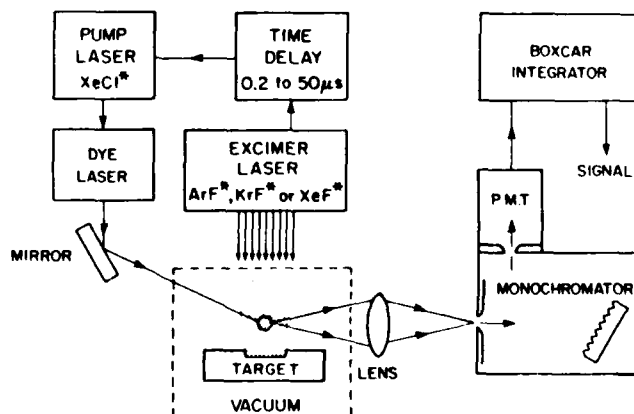 PUMP
LASER
XeCl*
TIME
DELAY
0.2 to 50μs
BOXCAR
INTEGRATOR
DYE
LASER
EXCIMER
LASER
ArF*, KrF* or XeF*
SIGNAL
P.M.T
MIRROR
MONOCHROMATOR
TARGET
LENS
VACUUM